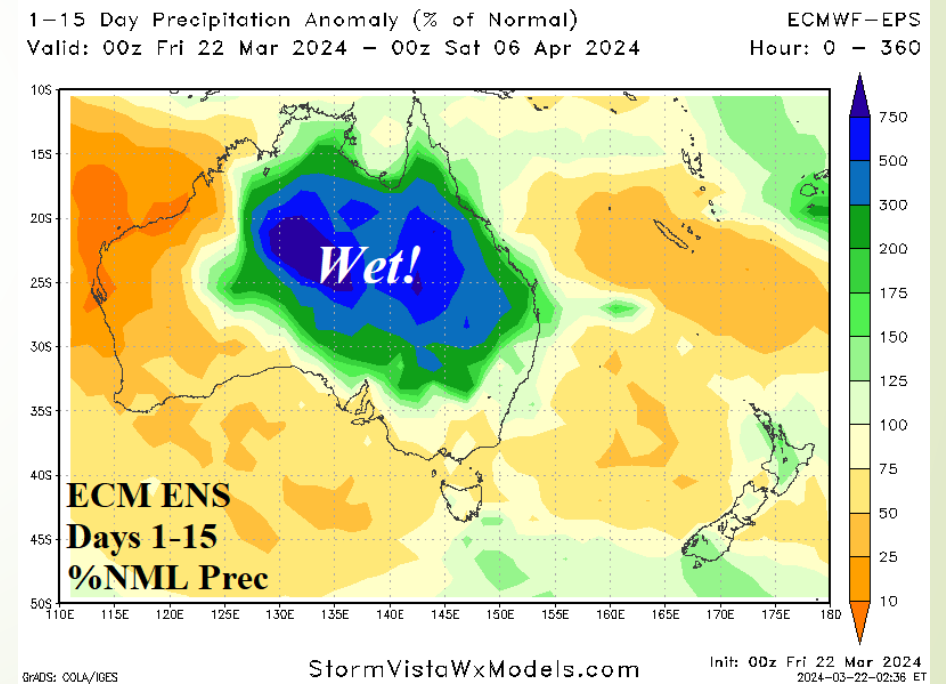 1-15 Day Precipitation Anomaly (% of Normal)
ECMWF-EPS
Valid: 00z Fri 22 Mar 2024 - 00z Sat 06 Apr 2024
Hour: 0 - 360
10S
15S
20S
25S
30S
35S
40S
45S
50S
Wet!
ECM ENS
Days 1-15
%NML Prec
110E 115E 120E 125E 130E 135E 140E 145E 150E 155E 160E 165E 170E 175E 180
750
500
300
200
175
150
125
100
75
50
25
10
GrADS: COLA/IGES
StormVistaWxModels.com
Init: 00z Fri 22 Mar 2024
2024-03-22-02:36 ET